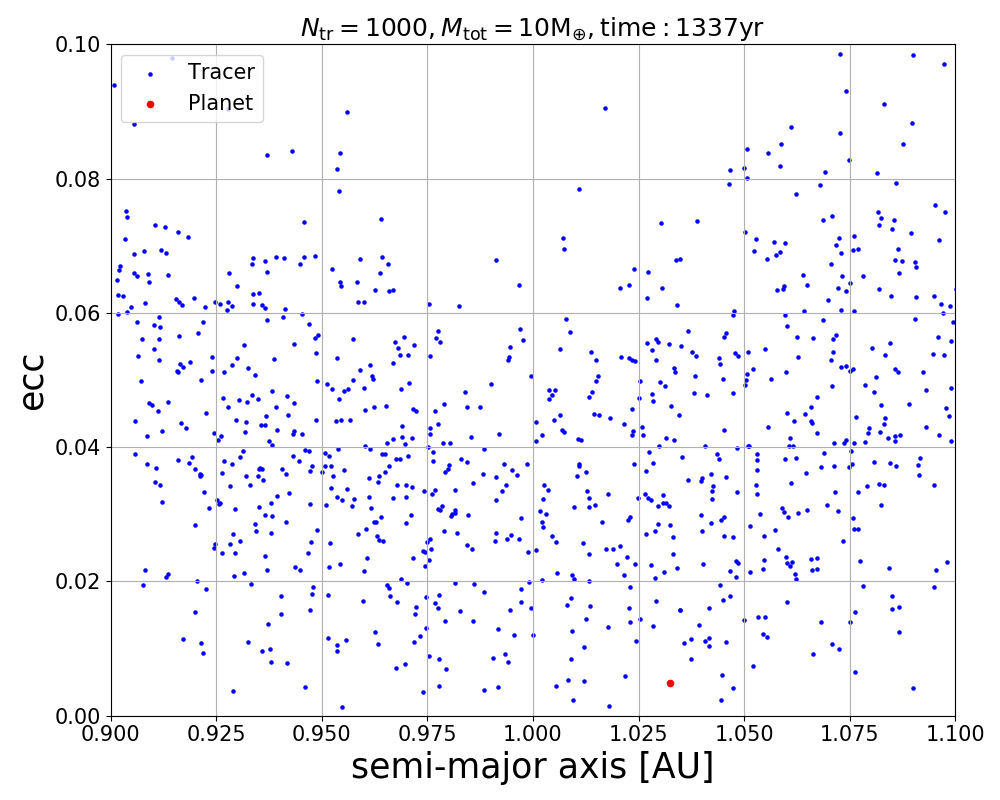 N_tr = 1000, M_tot = 10M_⊕, time : 1337yr
Tracer
Planet
ecc
0.10
0.08
0.06
0.04
0.02
0.00
0.900 0.925 0.950 0.975 1.000 1.025 1.050 1.075 1.100
semi-major axis [AU]